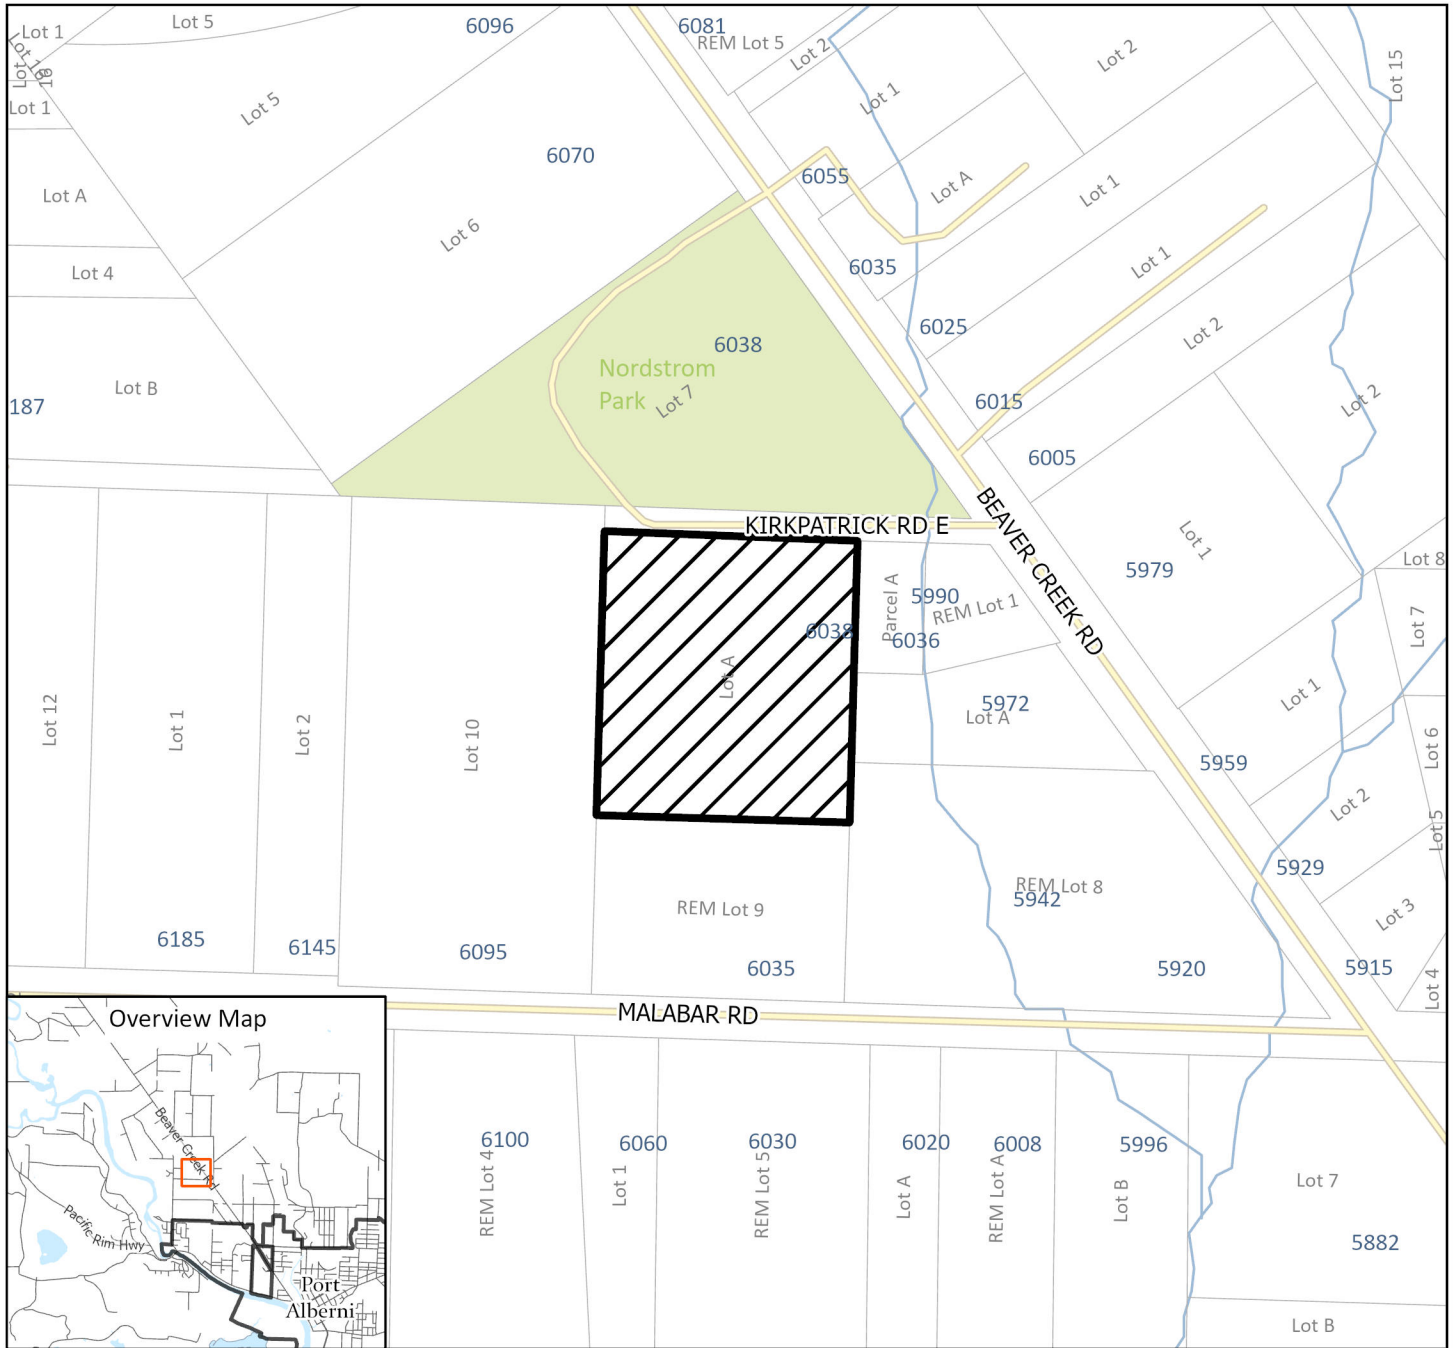 Lot 1
Lot 5
6096
6081
REM Lot 5
Lot 2
Lot 2
Lot 15
Lot 16
Lot 1
Lot 5
Lot 1
6070
6055
Lot A
Lot 1
Lot A
Lot 6
Lot 4
6035
Lot 1
6038
6025
Lot 2
Nordstrom
Park
Lot 7
Lot B
187
6015
Lot 2
6005
KIRKPATRICK RD E
BEAVER CREEK RD
Lot 1
5979
Lot 8
Parcel A
5990
REM Lot 1
6038
6036
Lot 7
Lot A
5972
Lot A
Lot 1
Lot 12
Lot 1
Lot 2
Lot 10
5959
Lot 6
Lot 2
Lot 5
5929
REM Lot 8
5942
REM Lot 9
Lot 3
6185
6145
6095
6035
5920
5915
Lot 4
MALABAR RD
Overview Map
Beaver Creek Rd
Pacific Rim Hwy
Port
Alberni
6100
REM Lot 4
6060
Lot 1
6030
REM Lot 5
6020
Lot A
6008
REM Lot A
5996
Lot B
Lot 7
5882
Lot B